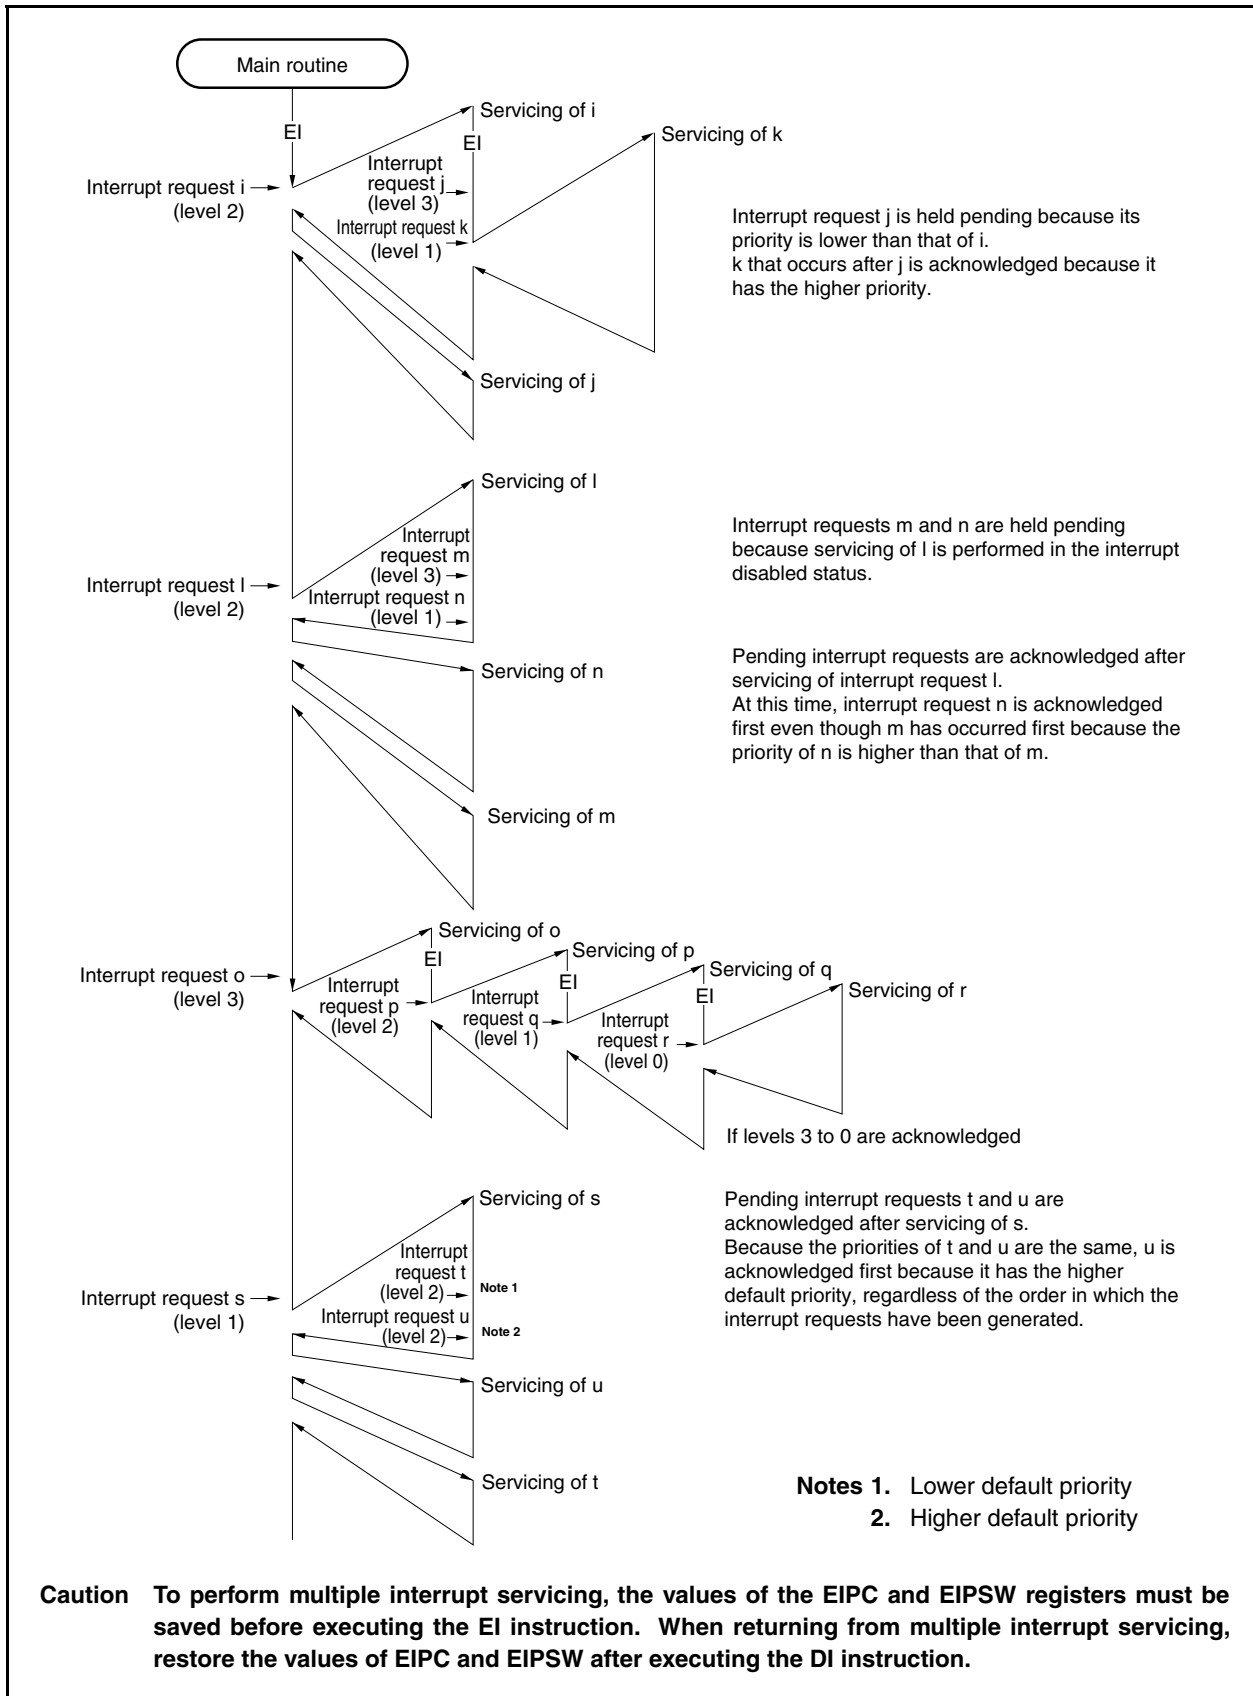 Main routine
EI
Servicing of i
EI
Servicing of k
Interrupt request i
(level 2)
Interrupt
request j
(level 3)
Interrupt request k
(level 1)
Interrupt request j is held pending because its
priority is lower than that of i.
k that occurs after j is acknowledged because it
has the higher priority.
Servicing of j
Servicing of l
Interrupt request l
(level 2)
Interrupt
request m
(level 3)
Interrupt request n
(level 1)
Interrupt requests m and n are held pending
because servicing of l is performed in the interrupt
disabled status.
Servicing of n
Pending interrupt requests are acknowledged after
servicing of interrupt request l.
At this time, interrupt request n is acknowledged
first even though m has occurred first because the
priority of n is higher than that of m.
Servicing of m
Interrupt request o
(level 3)
Servicing of o
EI
Interrupt
request p
(level 2)
Servicing of p
EI
Interrupt
request q
(level 1)
Servicing of q
EI
Interrupt
request r
(level 0)
Servicing of r
If levels 3 to 0 are acknowledged
Servicing of s
Interrupt request s
(level 1)
Interrupt
request t
(level 2)
Note 1
Interrupt request u
(level 2)
Note 2
Pending interrupt requests t and u are
acknowledged after servicing of s.
Because the priorities of t and u are the same, u is
acknowledged first because it has the higher
default priority, regardless of the order in which the
interrupt requests have been generated.
Servicing of u
Servicing of t
Notes 1. Lower default priority
2. Higher default priority
Caution To perform multiple interrupt servicing, the values of the EIPC and EIPSW registers must be
saved before executing the EI instruction. When returning from multiple interrupt servicing,
restore the values of EIPC and EIPSW after executing the DI instruction.